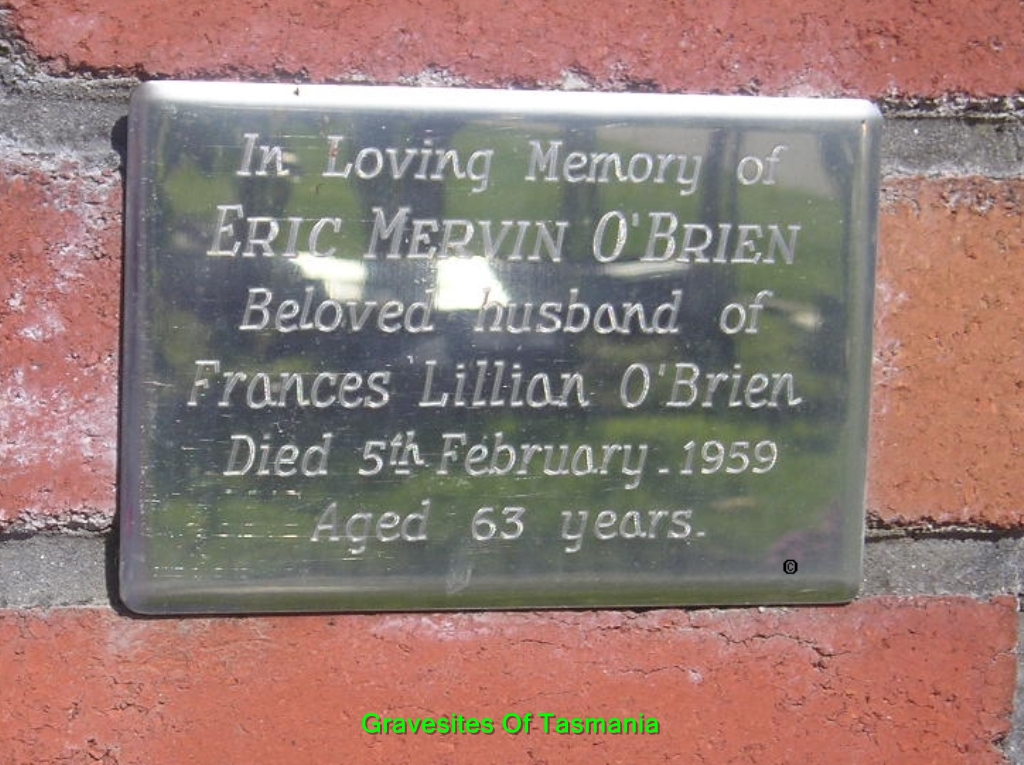 In Loving Memory of
ERIC MERVIN O'BRIEN
Beloved husband of
Frances Lillian O'Brien
Died 5th February - 1959
Aged 63 years.
©
Gravesites Of Tasmania